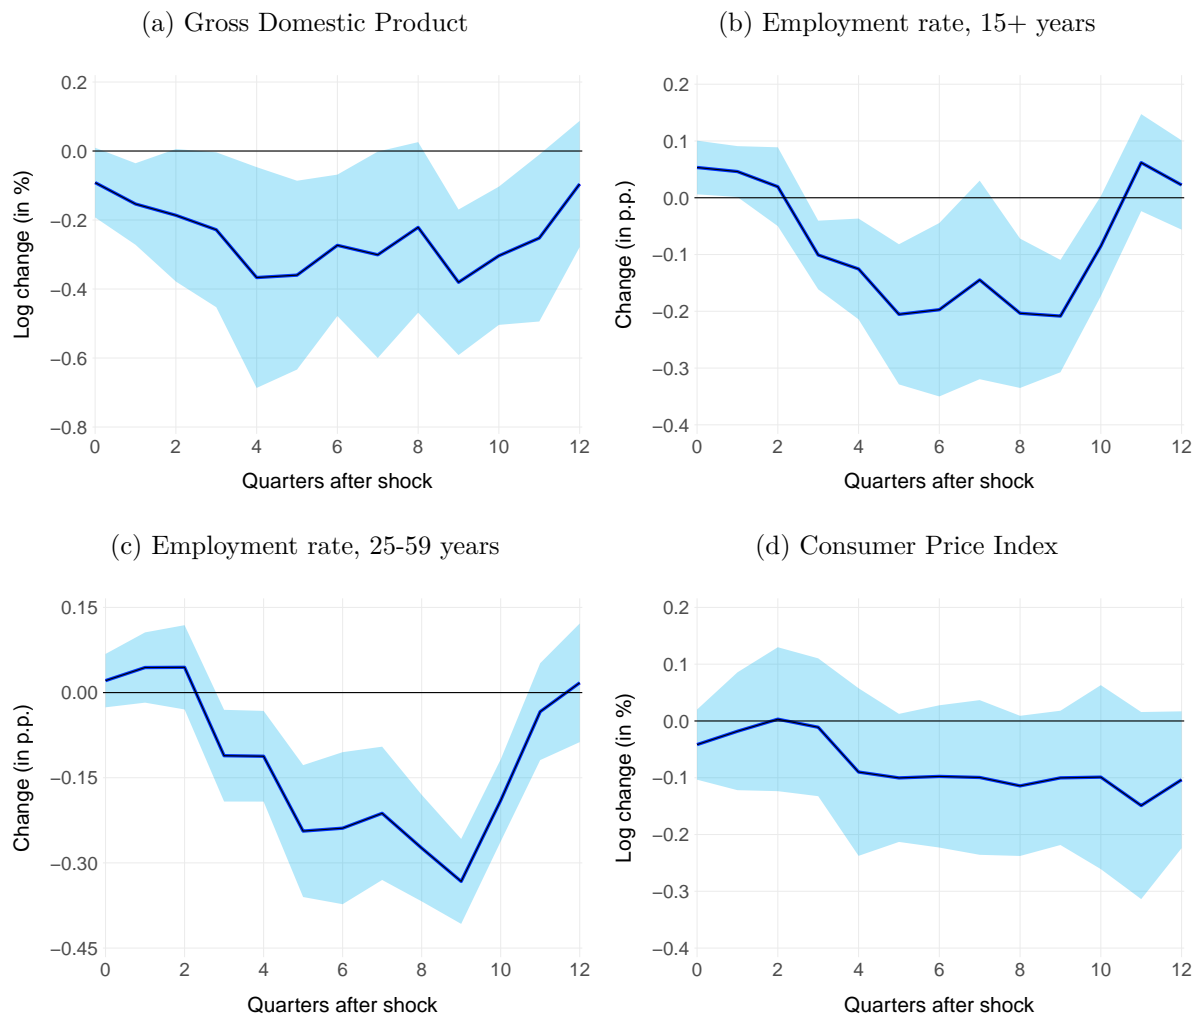 (a) Gross Domestic Product
Log change (in %)
0.2
0.0
−0.2
−0.4
−0.6
−0.8
0 2 4 6 8 10 12
Quarters after shock
(b) Employment rate, 15+ years
Change (in p.p.)
0.2
0.1
0.0
−0.1
−0.2
−0.3
−0.4
0 2 4 6 8 10 12
Quarters after shock
(c) Employment rate, 25-59 years
Change (in p.p.)
0.15
0.00
−0.15
−0.30
−0.45
0 2 4 6 8 10 12
Quarters after shock
(d) Consumer Price Index
Log change (in %)
0.2
0.1
0.0
−0.1
−0.2
−0.3
−0.4
0 2 4 6 8 10 12
Quarters after shock